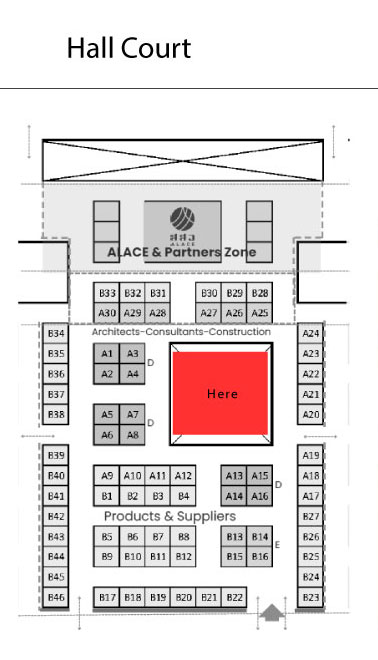 Hall Court
สสว
ALACE
ALACE & Partners Zone
B33 B32 B31 B30 B29 B28
A30 A29 A28 A27 A26 A25
Architects-Consultants-Construction
B34 A24
B35 A1 A3 A23
D
B36 A2 A4 A22
B37 Here A21
B38 A5 A7 A20
D
A6 A8
B39 A19
B40 A9 A10 A11 A12 A13 A15 A18
D
B41 B1 B2 B3 B4 A14 A16 A17
B42 Products & Suppliers B27
B43 B5 B6 B7 B8 B13 B14 B26
E
B44 B9 B10 B11 B12 B15 B16 B25
B45 B24
B46 B17 B18 B19 B20 B21 B22 B23